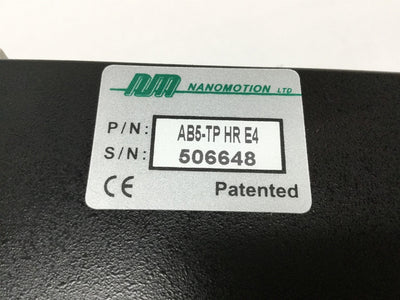 NM NANOMOTION LTD
P/N: AB5-TP HR E4
S/N: 506648
CE Patented